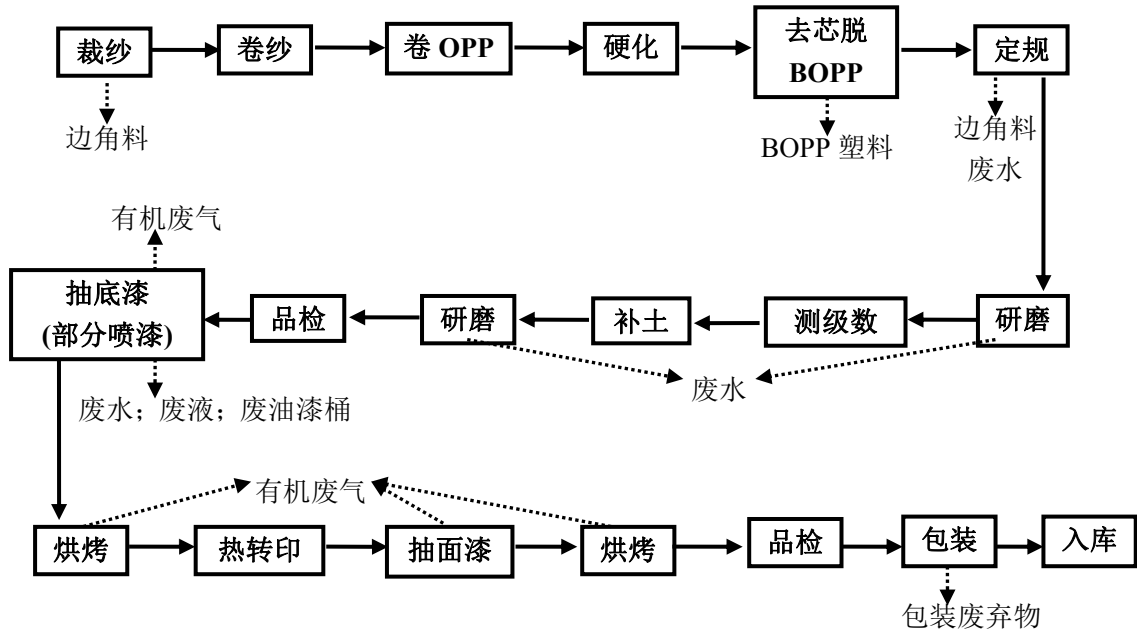 裁纱
卷纱
卷 OPP
硬化
去芯脱
BOPP
定规
边角料
BOPP 塑料
边角料
废水
有机废气
抽底漆
(部分喷漆)
品检
研磨
补土
测级数
研磨
废水
废水；废液；废油漆桶
有机废气
烘烤
热转印
抽面漆
烘烤
品检
包装
入库
包装废弃物